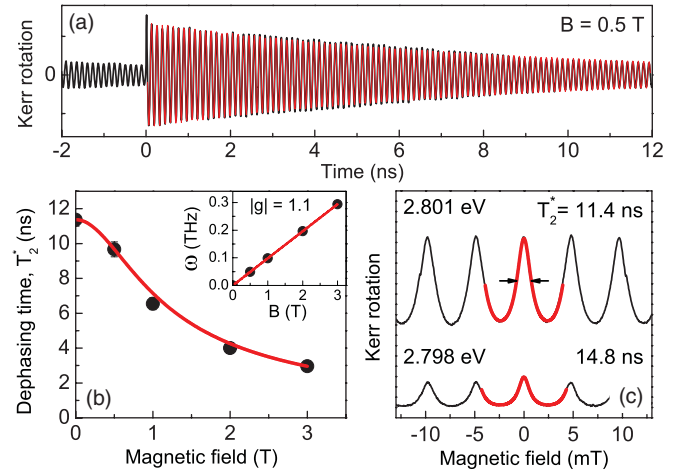 (a)
B = 0.5 T
Kerr rotation
0
-2 0 2 4 6 8 10 12
Time (ns)
(b)
Dephasing time, T₂* (ns)
12
10
8
6
4
2
0
0 1 2 3
Magnetic field (T)
|g| = 1.1
ω (THz)
0.3
0.2
0.1
0.0
0 1 2 3
B (T)
(c)
2.801 eV T₂* = 11.4 ns
2.798 eV 14.8 ns
Kerr rotation
-10 -5 0 5 10
Magnetic field (mT)